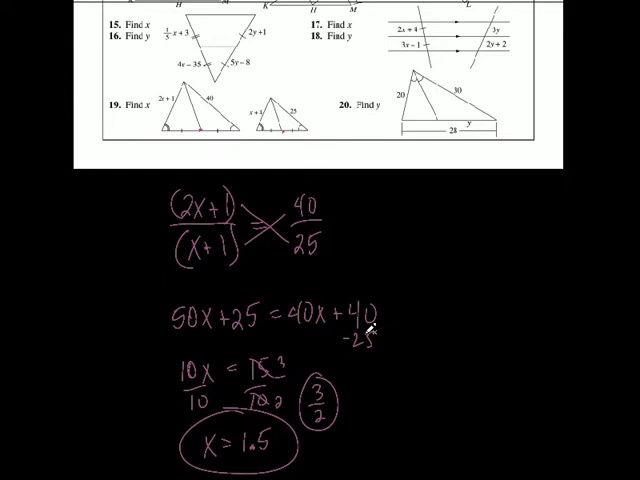 H M K H M Z
15. Find x
16. Find y
1/5 x + 3
2y + 1
4x − 35
5y − 8
17. Find x
18. Find y
2x + 4
3y
3x − 1
2y + 2
19. Find x
2x + 1
40
x + 1
25
20. Find y
20
30
y
28
(2x+1) / (x+1) = 40 / 25
50x + 25 = 40x + 40
-25
10x = 15 3
10 10 2
3/2
x = 1.5